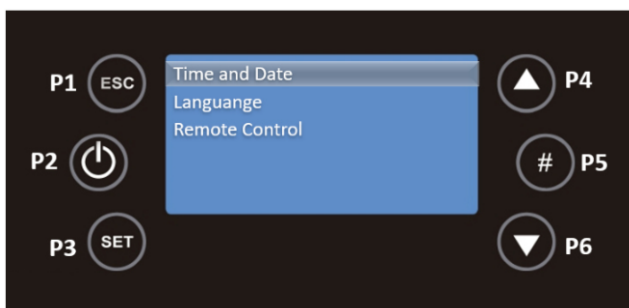 P1 ESC
Time and Date
P4
Languange
P2
Remote Control
# P5
P3 SET
P6